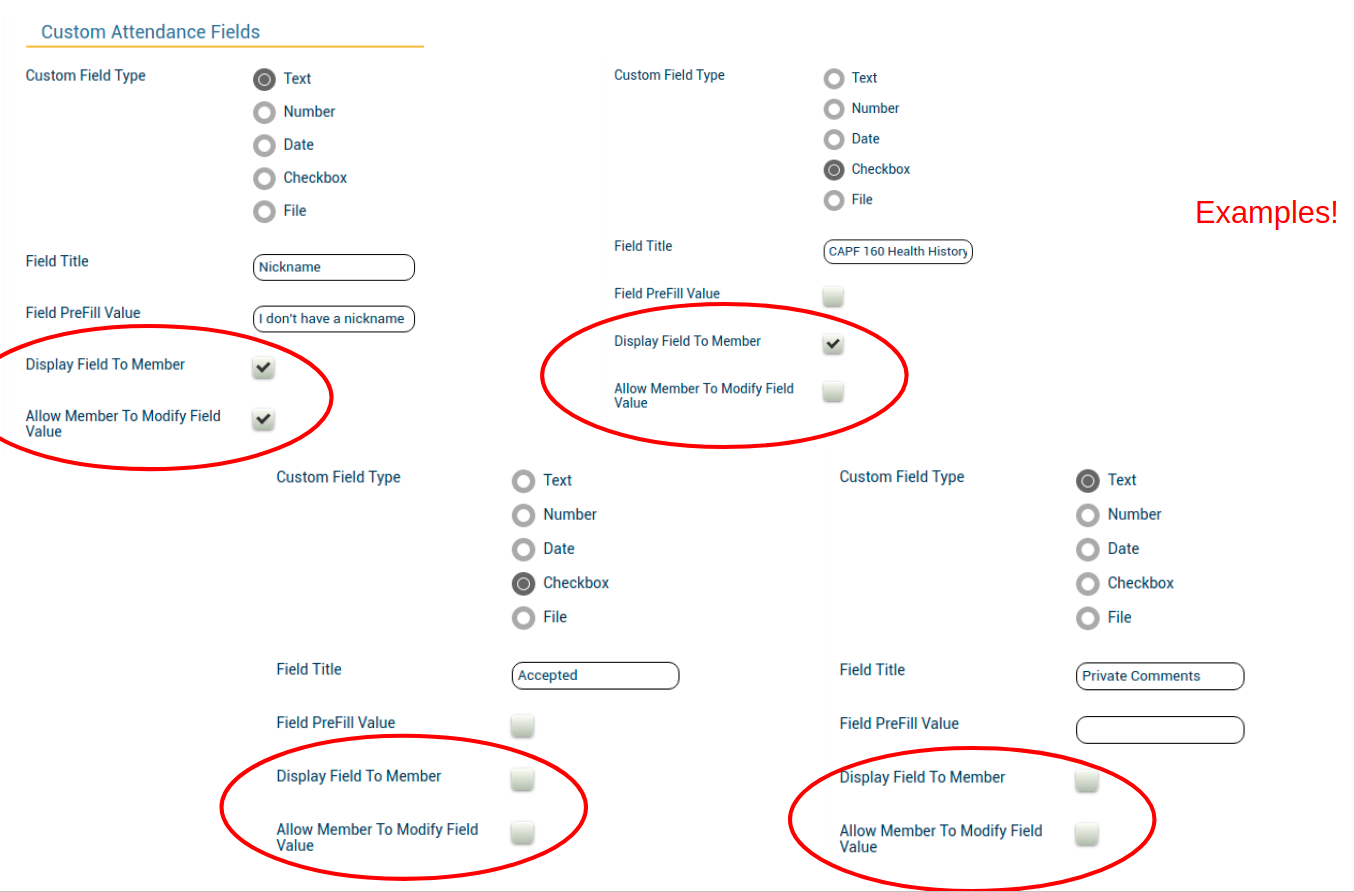 Custom Attendance Fields
Custom Field Type
Text
Number
Date
Checkbox
File
Field Title
Nickname
Field PreFill Value
I don't have a nickname
Display Field To Member
Allow Member To Modify Field
Value
Custom Field Type
Text
Number
Date
Checkbox
File
Field Title
CAPF 160 Health History
Field PreFill Value
Display Field To Member
Allow Member To Modify Field
Value
Examples!
Custom Field Type
Text
Number
Date
Checkbox
File
Field Title
Accepted
Field PreFill Value
Display Field To Member
Allow Member To Modify Field
Value
Custom Field Type
Text
Number
Date
Checkbox
File
Field Title
Private Comments
Field PreFill Value
Display Field To Member
Allow Member To Modify Field
Value